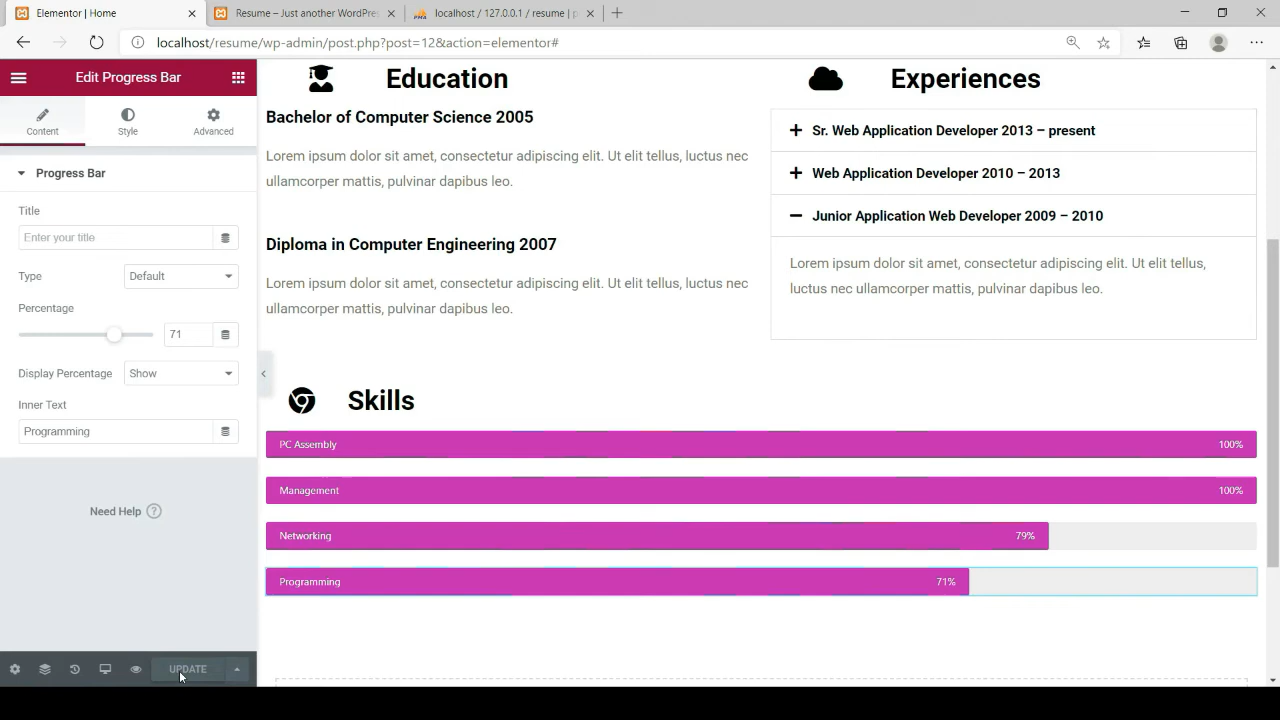 Elementor | Home
Resume – Just another WordPres
localhost / 127.0.0.1 / resume | p
localhost/resume/wp-admin/post.php?post=12&action=elementor#
Edit Progress Bar
Content
Style
Advanced
Progress Bar
Title
Enter your title
Type
Default
Percentage
71
Display Percentage
Show
Inner Text
Programming
Need Help ?
UPDATE
Education
Bachelor of Computer Science 2005
Lorem ipsum dolor sit amet, consectetur adipiscing elit. Ut elit tellus, luctus nec
ullamcorper mattis, pulvinar dapibus leo.
Diploma in Computer Engineering 2007
Lorem ipsum dolor sit amet, consectetur adipiscing elit. Ut elit tellus, luctus nec
ullamcorper mattis, pulvinar dapibus leo.
Experiences
Sr. Web Application Developer 2013 – present
Web Application Developer 2010 – 2013
Junior Application Web Developer 2009 – 2010
Lorem ipsum dolor sit amet, consectetur adipiscing elit. Ut elit tellus,
luctus nec ullamcorper mattis, pulvinar dapibus leo.
Skills
PC Assembly 100%
Management 100%
Networking 79%
Programming 71%